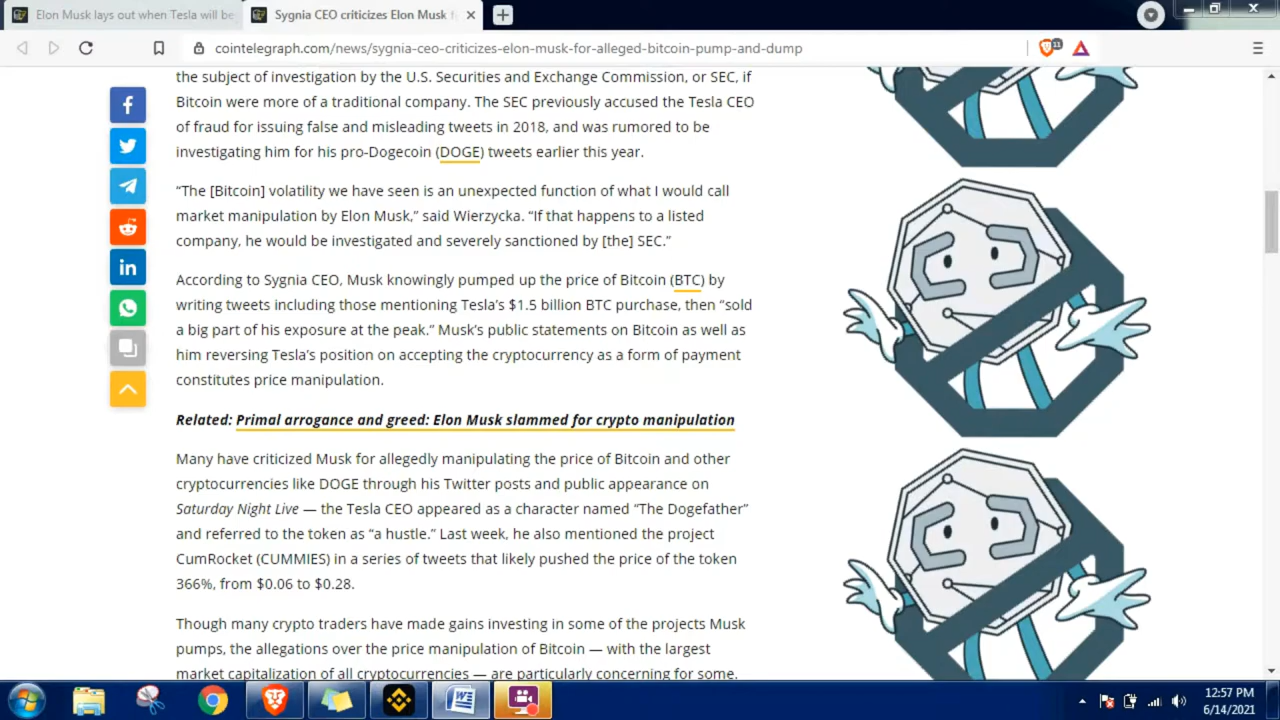 Elon Musk lays out when Tesla will be
Sygnia CEO criticizes Elon Musk f
cointelegraph.com/news/sygnia-ceo-criticizes-elon-musk-for-alleged-bitcoin-pump-and-dump
11
the subject of investigation by the U.S. Securities and Exchange Commission, or SEC, if
Bitcoin were more of a traditional company. The SEC previously accused the Tesla CEO
of fraud for issuing false and misleading tweets in 2018, and was rumored to be
investigating him for his pro-Dogecoin (DOGE) tweets earlier this year.
“The [Bitcoin] volatility we have seen is an unexpected function of what I would call
market manipulation by Elon Musk,” said Wierzycka. “If that happens to a listed
company, he would be investigated and severely sanctioned by [the] SEC.”
According to Sygnia CEO, Musk knowingly pumped up the price of Bitcoin (BTC) by
writing tweets including those mentioning Tesla’s $1.5 billion BTC purchase, then “sold
a big part of his exposure at the peak.” Musk’s public statements on Bitcoin as well as
him reversing Tesla’s position on accepting the cryptocurrency as a form of payment
constitutes price manipulation.
Related: Primal arrogance and greed: Elon Musk slammed for crypto manipulation
Many have criticized Musk for allegedly manipulating the price of Bitcoin and other
cryptocurrencies like DOGE through his Twitter posts and public appearance on
Saturday Night Live — the Tesla CEO appeared as a character named “The Dogefather”
and referred to the token as “a hustle.” Last week, he also mentioned the project
CumRocket (CUMMIES) in a series of tweets that likely pushed the price of the token
366%, from $0.06 to $0.28.
Though many crypto traders have made gains investing in some of the projects Musk
pumps, the allegations over the price manipulation of Bitcoin — with the largest
market capitalization of all cryptocurrencies — are particularly concerning for some.
12:57 PM
6/14/2021